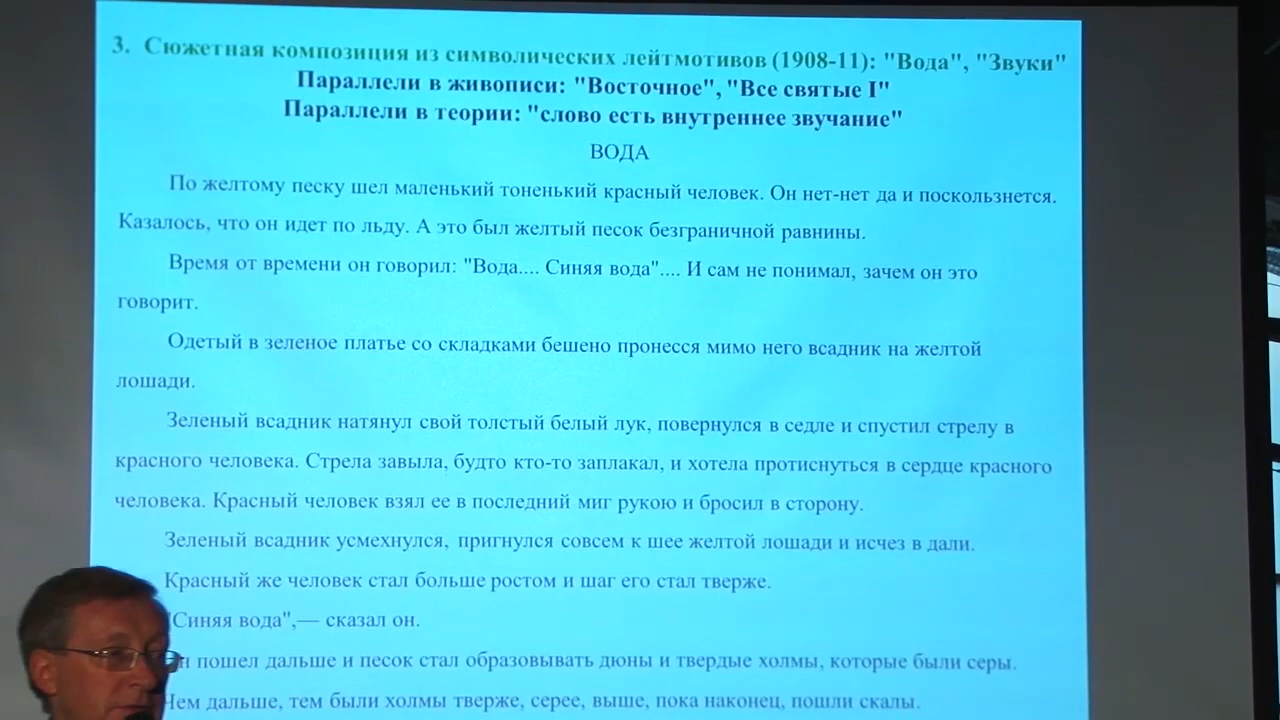 3. Сюжетная композиция из символических лейтмотивов (1908-11): "Вода", "Звуки"
Параллели в живописи: "Восточное", "Все святые I"
Параллели в теории: "слово есть внутреннее звучание"
ВОДА
По желтому песку шел маленький тоненький красный человек. Он нет-нет да и поскользнется.
Казалось, что он идет по льду. А это был желтый песок безграничной равнины.
Время от времени он говорил: "Вода.... Синяя вода".... И сам не понимал, зачем он это
говорит.
Одетый в зеленое платье со складками бешено пронесся мимо него всадник на желтой
лошади.
Зеленый всадник натянул свой толстый белый лук, повернулся в седле и спустил стрелу в
красного человека. Стрела завыла, будто кто-то заплакал, и хотела протиснуться в сердце красного
человека. Красный человек взял ее в последний миг рукою и бросил в сторону.
Зеленый всадник усмехнулся, пригнулся совсем к шее желтой лошади и исчез в дали.
Красный же человек стал больше ростом и шаг его стал тверже.
"Синяя вода",— сказал он.
н пошел дальше и песок стал образовывать дюны и твердые холмы, которые были серы.
Чем дальше, тем были холмы тверже, серее, выше, пока наконец, пошли скалы.